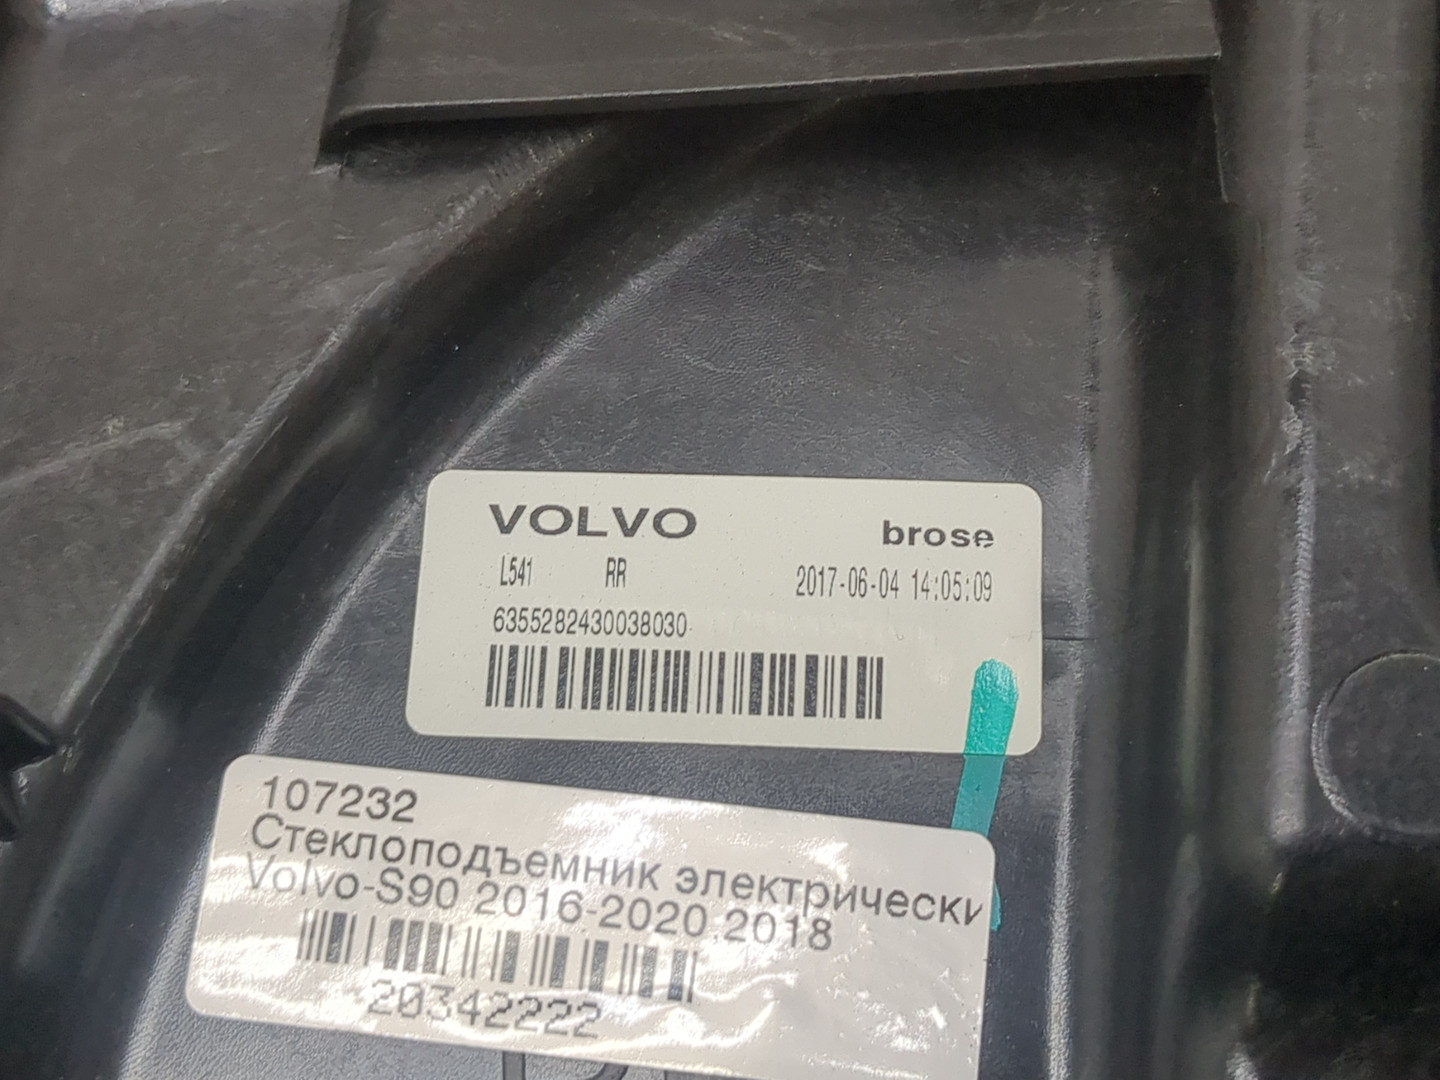 VOLVO brose
L541 RR 2017-06-04 14:05:09
6355282430038030
107232
Стеклоподъемник электрически
Volvo-S90 2016-2020,2018
20342222